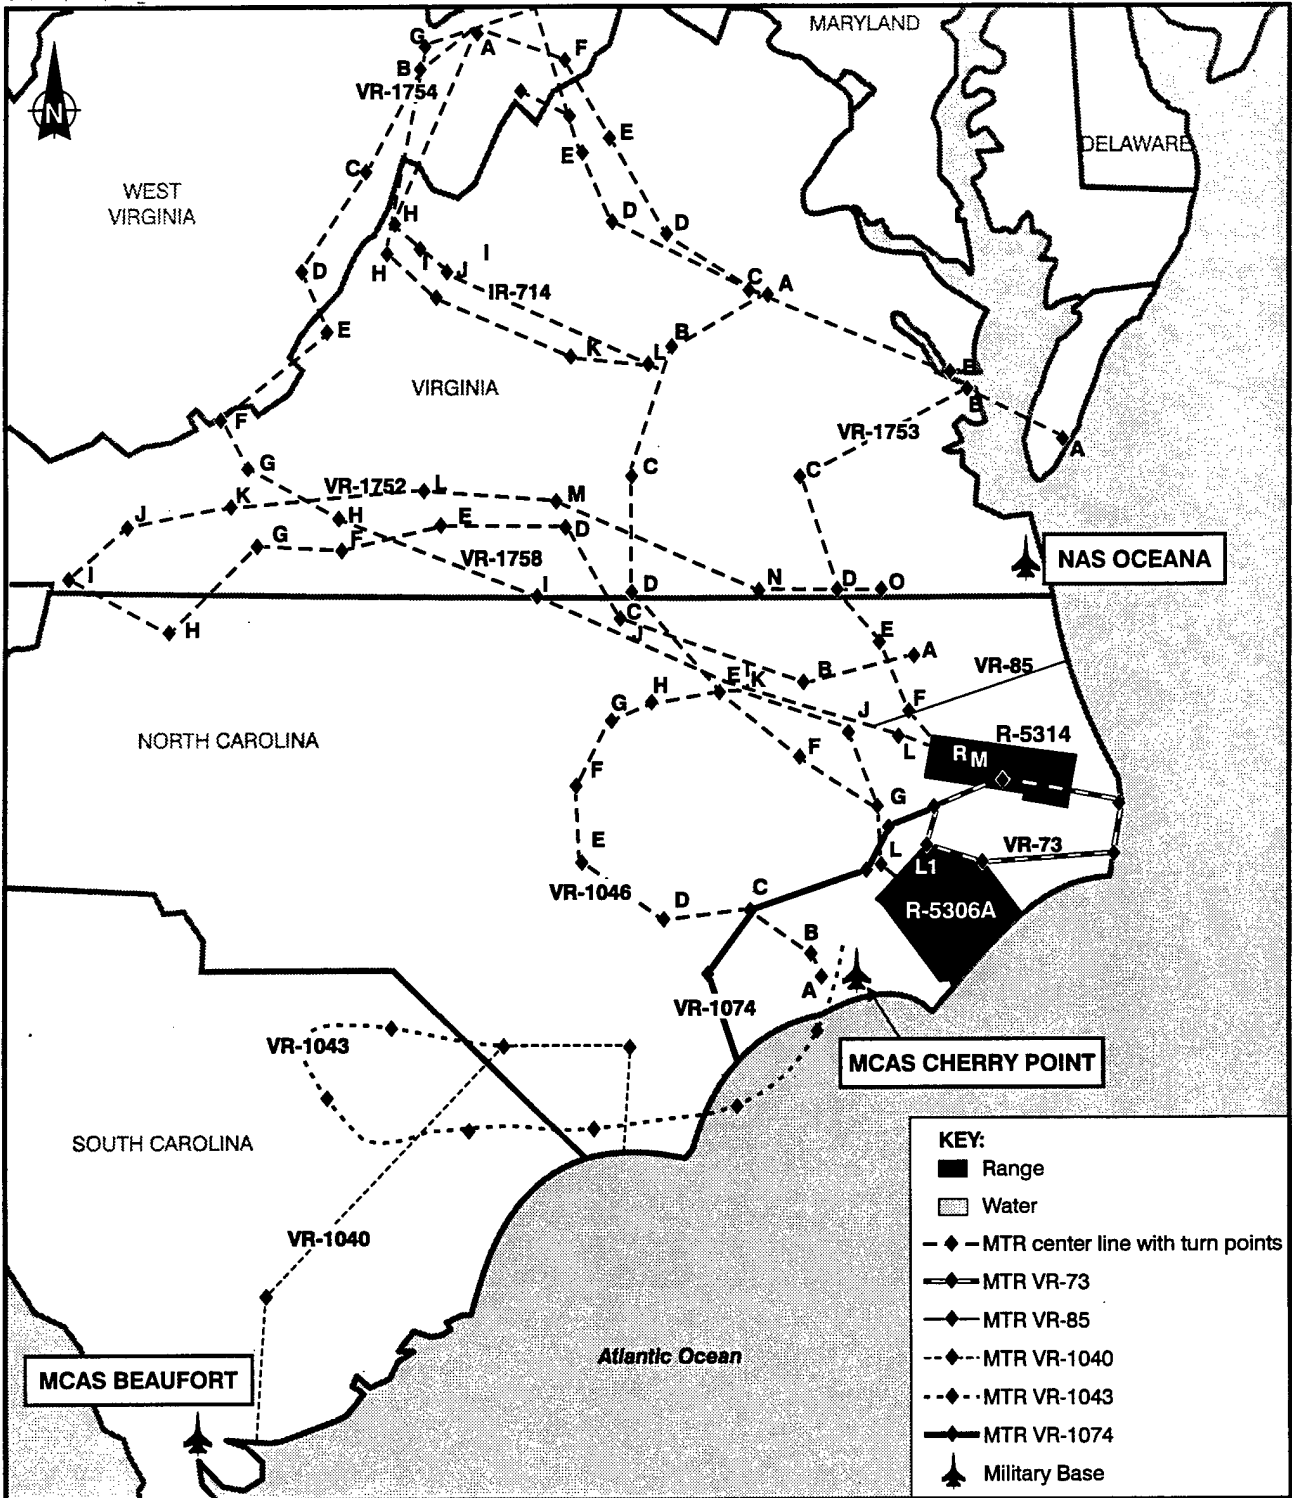 MARYLAND
G
A
F
B
VR-1754
N
E
DELAWARE
E
C
WEST
VIRGINIA
D
H
D
I
H
I
J
D
C
A
IR-714
E
B
K
L
B
VIRGINIA
B
F
VR-1753
A
G
C
C
VR-1752
L
K
M
J
H
E
D
G
F
NAS OCEANA
VR-1758
I
I
N
D
O
D
C
H
J
E
A
VR-85
B
E
I
K
H
G
J
F
R-5314
NORTH CAROLINA
L
R
M
F
F
G
E
L
VR-73
L1
VR-1046
D
C
R-5306A
B
A
VR-1074
VR-1043
MCAS CHERRY POINT
SOUTH CAROLINA
KEY:
Range
Water
VR-1040
MTR center line with turn points
MTR VR-73
MTR VR-85
Atlantic Ocean
MTR VR-1040
MCAS BEAUFORT
MTR VR-1043
MTR VR-1074
Military Base